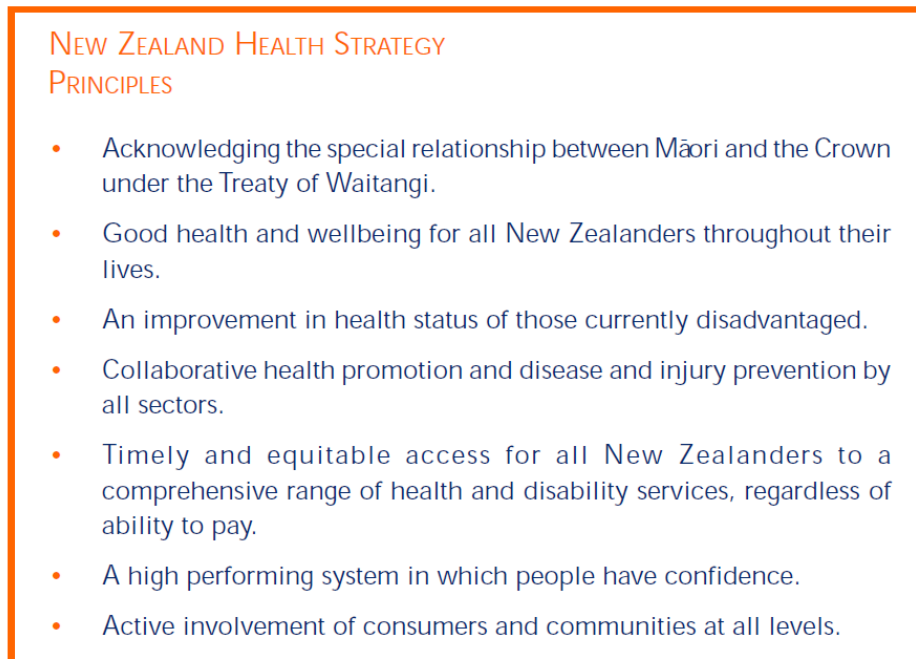 NEW ZEALAND HEALTH STRATEGY
PRINCIPLES
• Acknowledging the special relationship between Māori and the Crown
under the Treaty of Waitangi.
• Good health and wellbeing for all New Zealanders throughout their
lives.
• An improvement in health status of those currently disadvantaged.
• Collaborative health promotion and disease and injury prevention by
all sectors.
• Timely and equitable access for all New Zealanders to a
comprehensive range of health and disability services, regardless of
ability to pay.
• A high performing system in which people have confidence.
• Active involvement of consumers and communities at all levels.